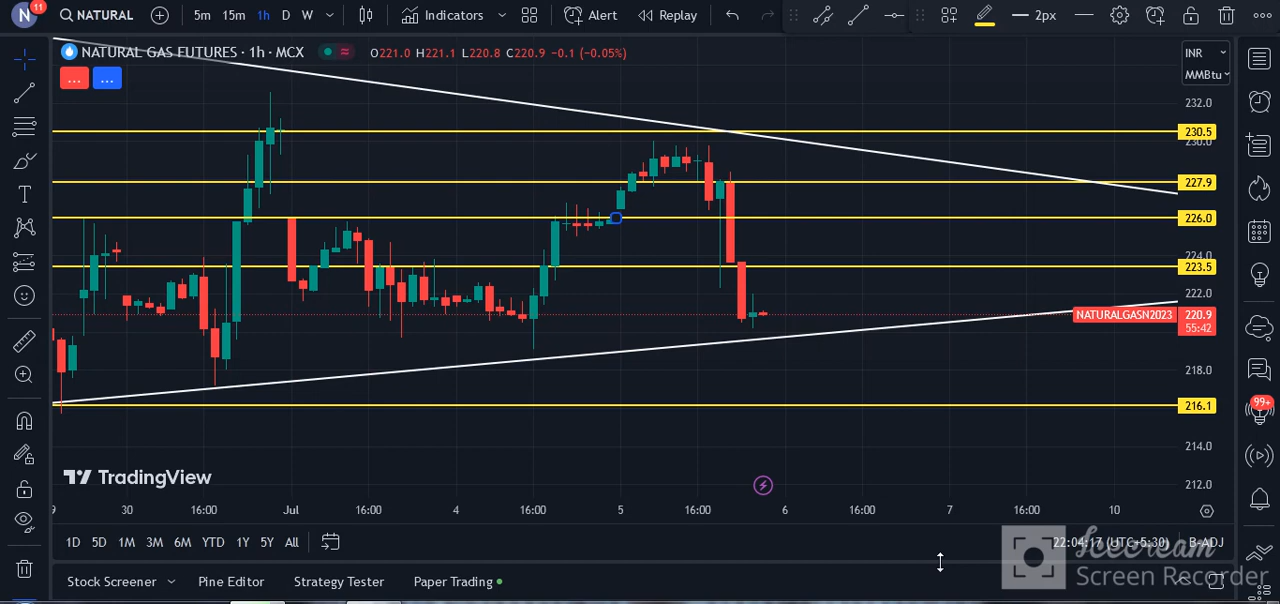 N 11 NATURAL 5m 15m 1h D W Indicators Alert Replay 2px
NATURAL GAS FUTURES · 1h · MCX O221.0 H221.1 L220.8 C220.9 -0.1 (-0.05%) INR
... ... MMBtu
232.0
230.5
230.0
227.9
226.0
224.0
223.5
222.0
NATURALGASN2023 220.9
55:42
218.0
216.1
99+
214.0
TradingView
212.0
9 30 16:00 Jul 16:00 4 16:00 5 16:00 6 16:00 7 16:00 10
1D 5D 1M 3M 6M YTD 1Y 5Y All 22:04:17 (UTC+5:30) B-ADJ
Icecream
Stock Screener Pine Editor Strategy Tester Paper Trading Screen Recorder